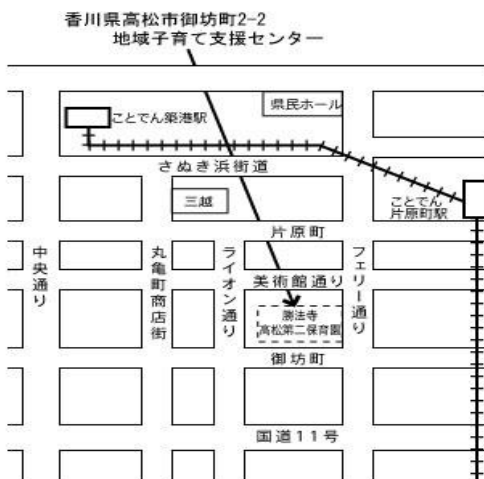 香川県高松市御坊町2-2
地域子育て支援センター
県民ホール
ことでん築港駅
さぬき浜街道
三越
ことでん
片原町駅
片原町
中央通り
丸亀町商店街
ライオン通り
フェリー通り
美術館通り
勝法寺
高松第二保育園
御坊町
国道11号